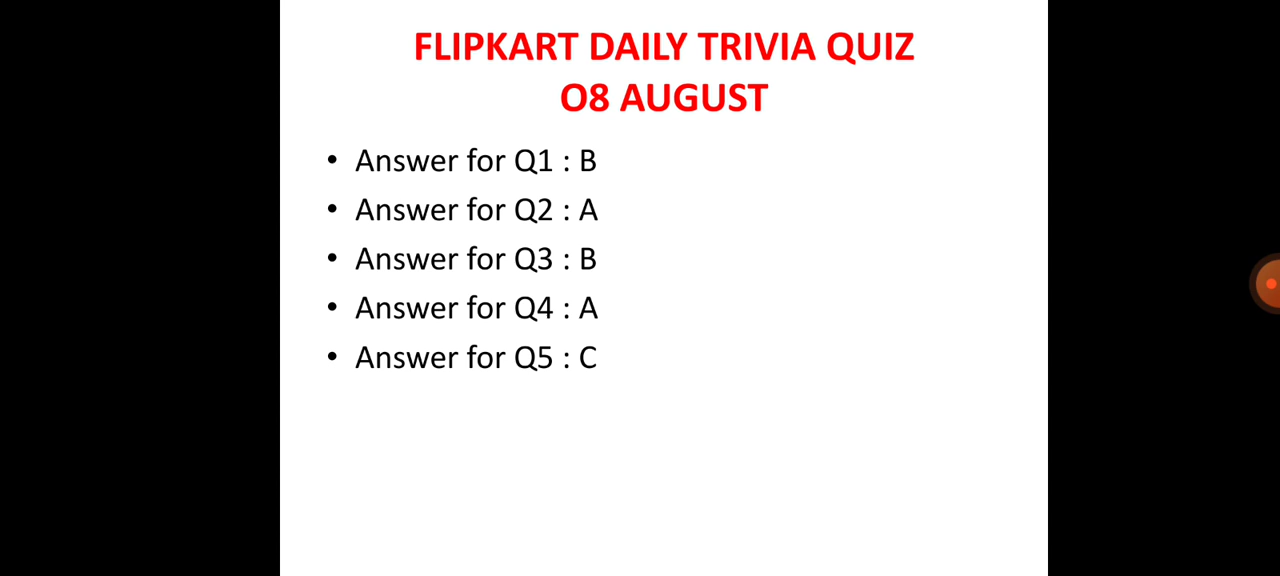 FLIPKART DAILY TRIVIA QUIZ
O8 AUGUST
• Answer for Q1 : B
• Answer for Q2 : A
• Answer for Q3 : B
• Answer for Q4 : A
• Answer for Q5 : C